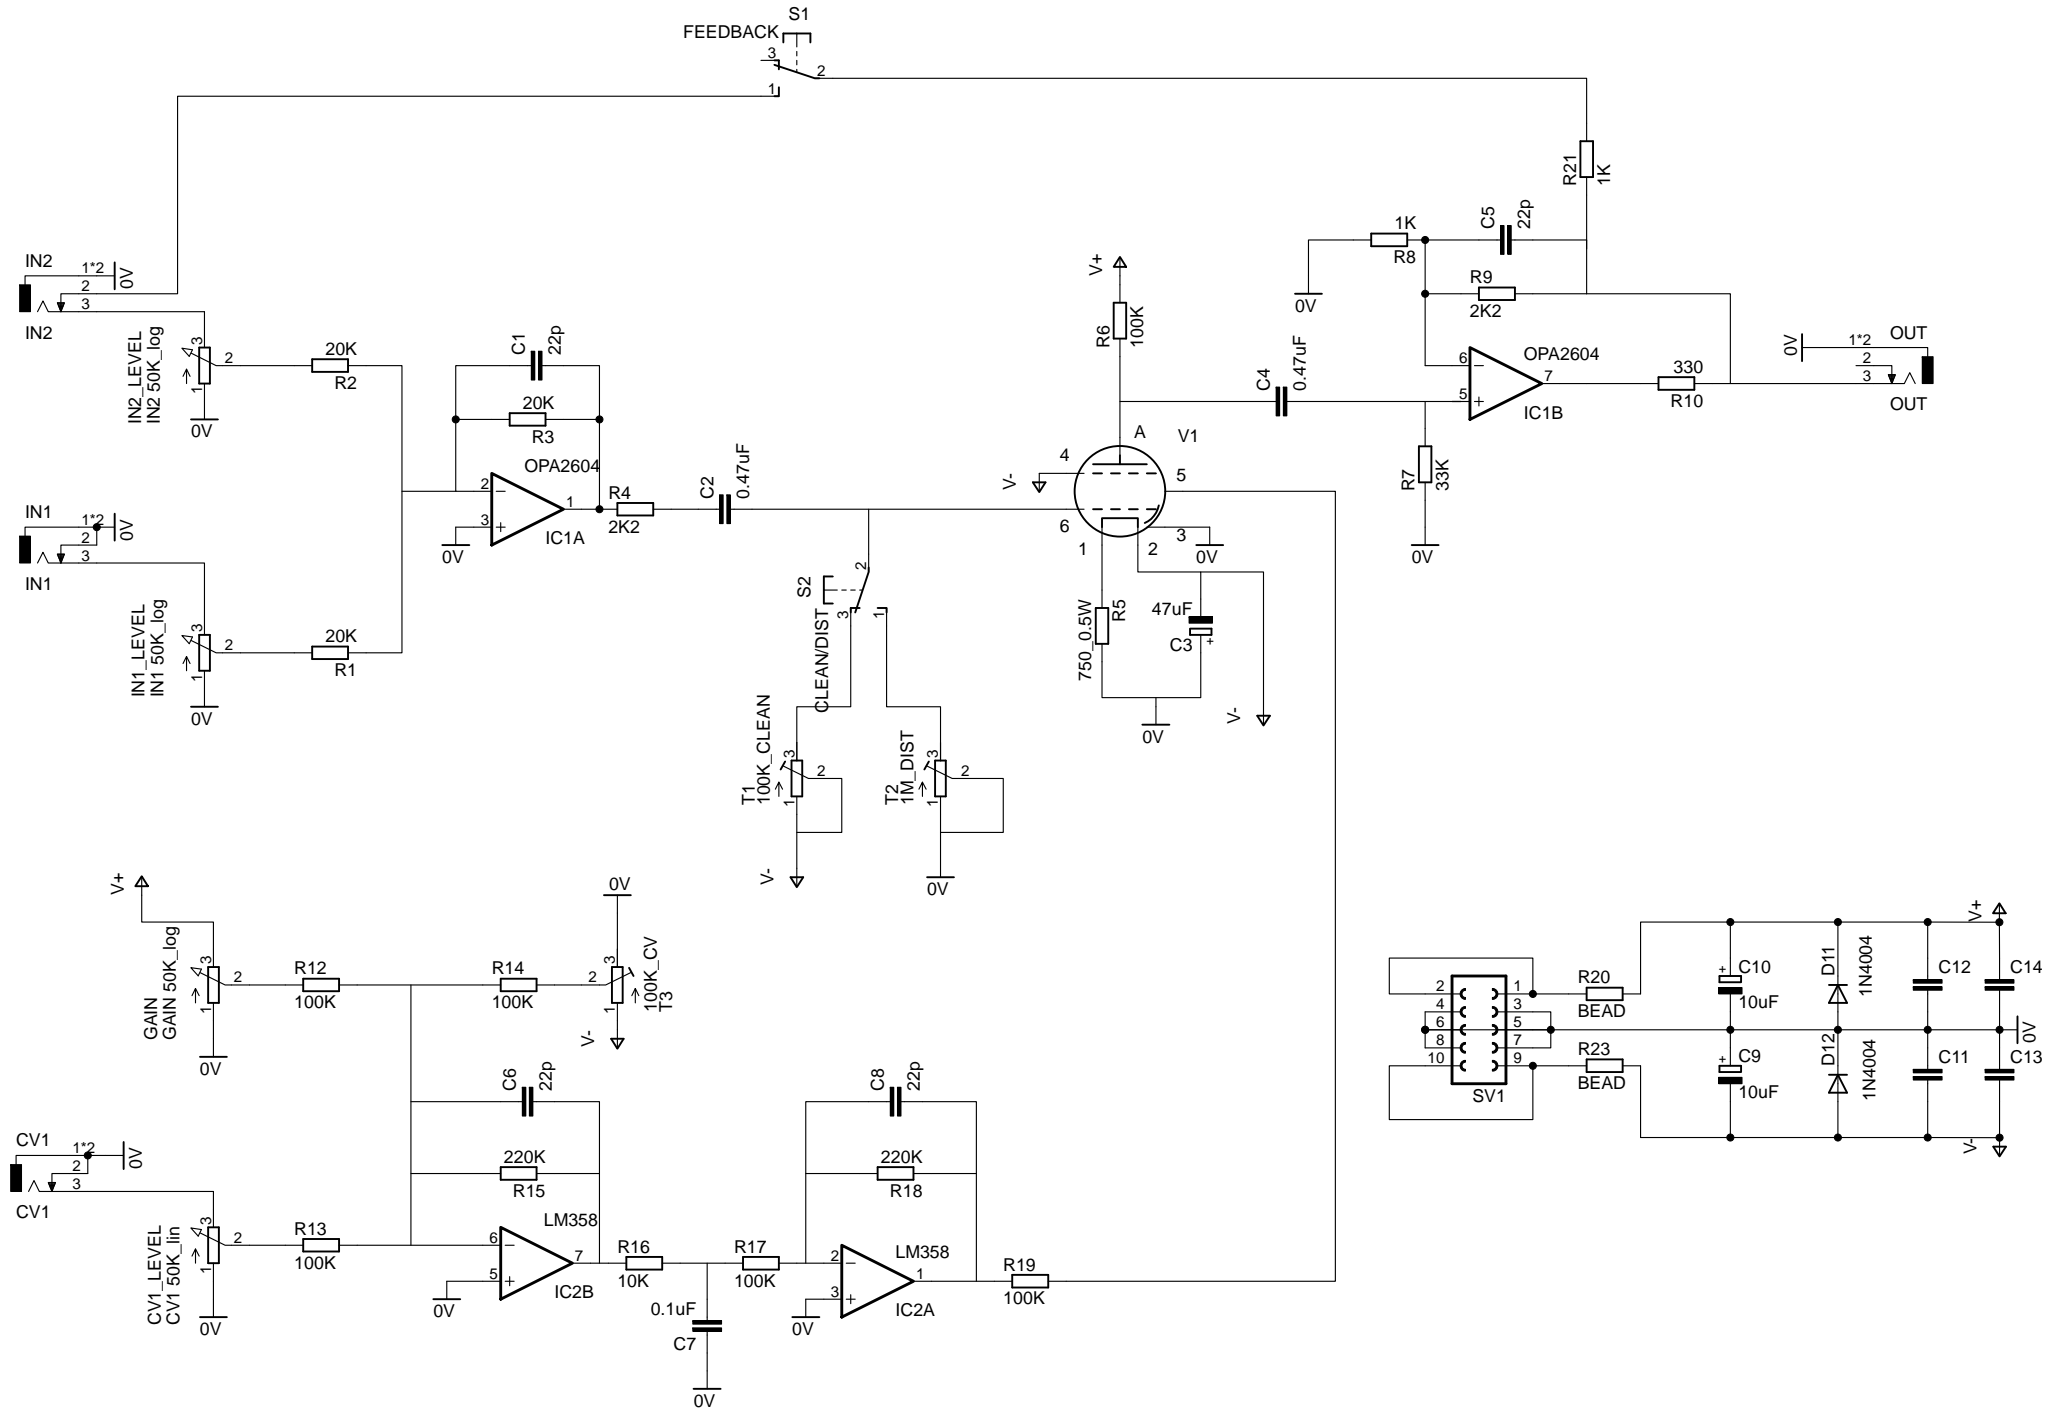 S1
FEEDBACK
3
2
1
R21
1K
C5
22p
1K
R8
0V
R9
2K2
OPA2604
6
5
7
IC1B
330
R10
0V
1*2
2
3
OUT
OUT
IN2
1*2
0V
2
3
IN2
IN2_LEVEL
IN2 50K_log
3
2
1
0V
20K
R2
C1
22p
20K
R3
OPA2604
2
3
1
IC1A
0V
R4
2K2
C2
0.47uF
IN1
1*2
0V
2
3
IN1
IN1_LEVEL
IN1 50K_log
3
2
1
0V
20K
R1
V+
R6
100K
C4
0.47uF
R7
33K
0V
A
V1
4
5
V-
6
1
2
3
0V
750_0.5W
R5
47uF
C3
+
0V
V-
S2
CLEAN/DIST
2
3
1
T1
100K_CLEAN
3
2
1
V-
T2
1M_DIST
3
2
1
0V
V+
GAIN
GAIN 50K_log
3
2
1
0V
R12
100K
R14
100K
0V
3
2
1
100K_CV
T3
V-
C6
22p
220K
R15
LM358
6
5
7
IC2B
0V
CV1
1*2
0V
2
3
CV1
CV1_LEVEL
CV1 50K_lin
3
2
1
0V
R13
100K
R16
10K
0.1uF
C7
0V
R17
100K
C8
22p
220K
R18
LM358
2
3
1
IC2A
0V
R19
100K
2
4
6
8
10
1
3
5
7
9
SV1
R20
BEAD
R23
BEAD
+
C10
10uF
+
C9
10uF
D11
1N4004
D12
1N4004
C12
C14
C11
C13
V+
0V
V-